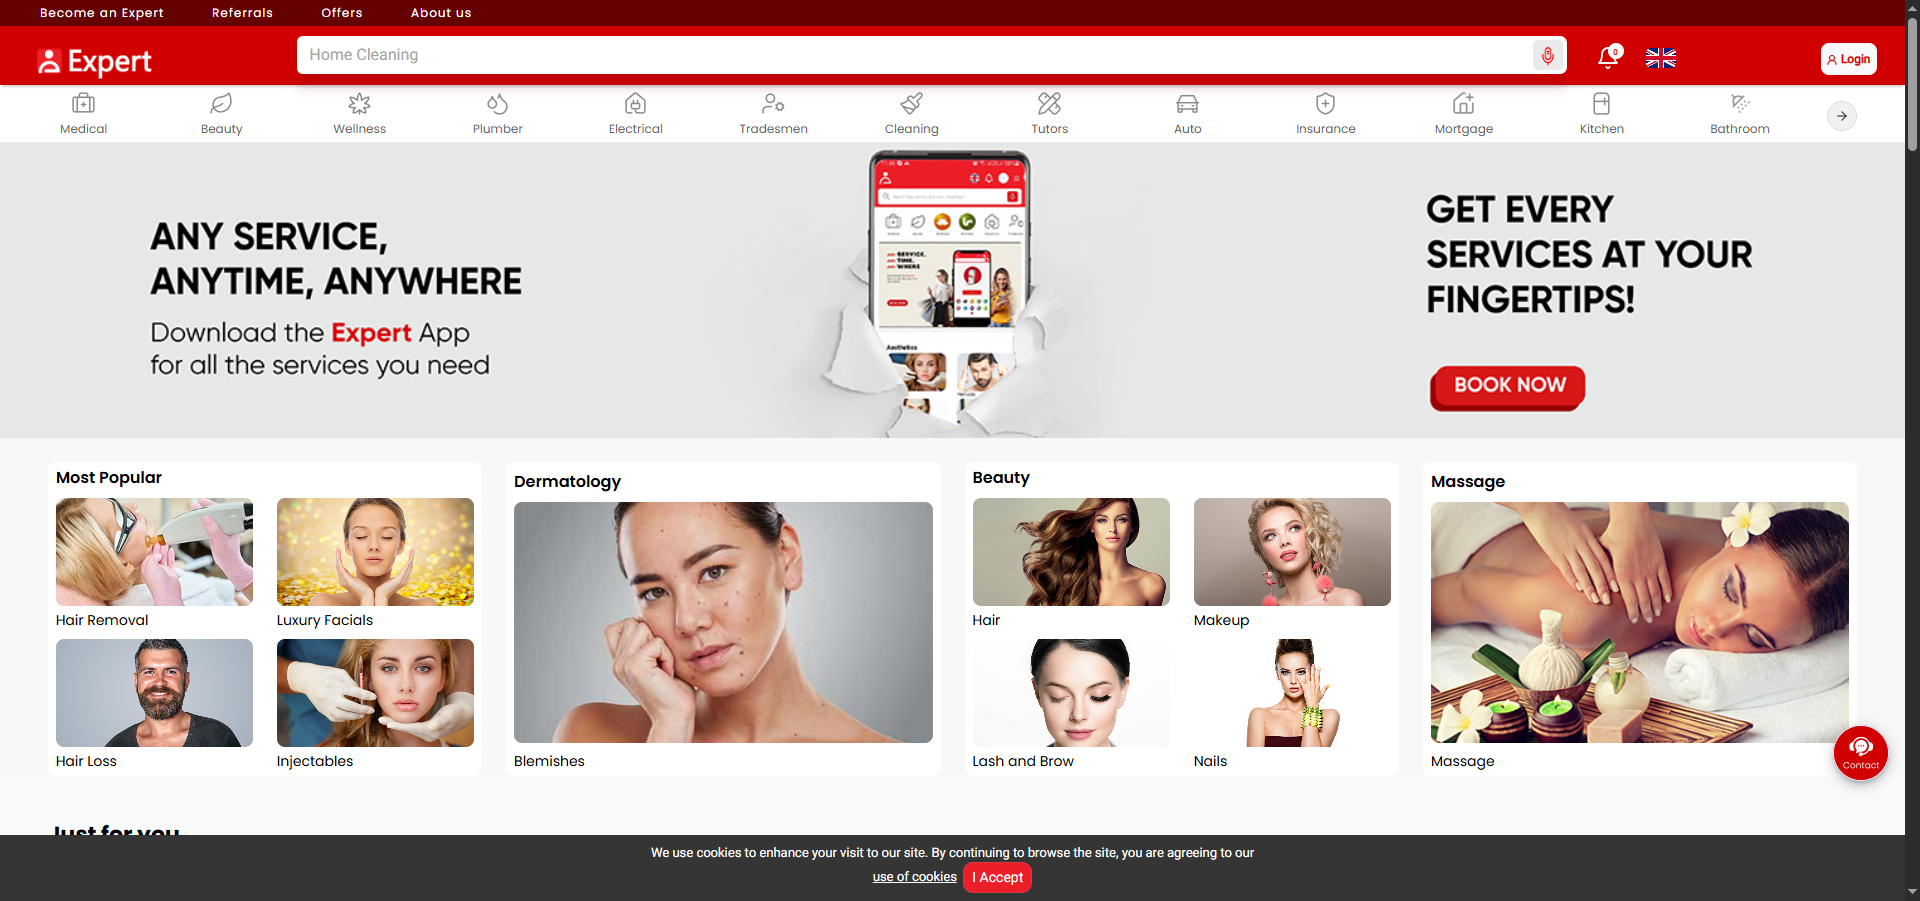 Become an Expert
Referrals
Offers
About us
Expert
Home Cleaning
0
Login
Medical
Beauty
Wellness
Plumber
Electrical
Tradesmen
Cleaning
Tutors
Auto
Insurance
Mortgage
Kitchen
Bathroom
ANY SERVICE,
ANYTIME, ANYWHERE
Download the Expert App
for all the services you need
Aesthetics
GET EVERY
SERVICES AT YOUR
FINGERTIPS!
BOOK NOW
Most Popular
Hair Removal
Luxury Facials
Hair Loss
Injectables
Dermatology
Blemishes
Beauty
Hair
Makeup
Lash and Brow
Nails
Massage
Massage
Contact
Just for you
We use cookies to enhance your visit to our site. By continuing to browse the site, you are agreeing to our
use of cookies
I Accept